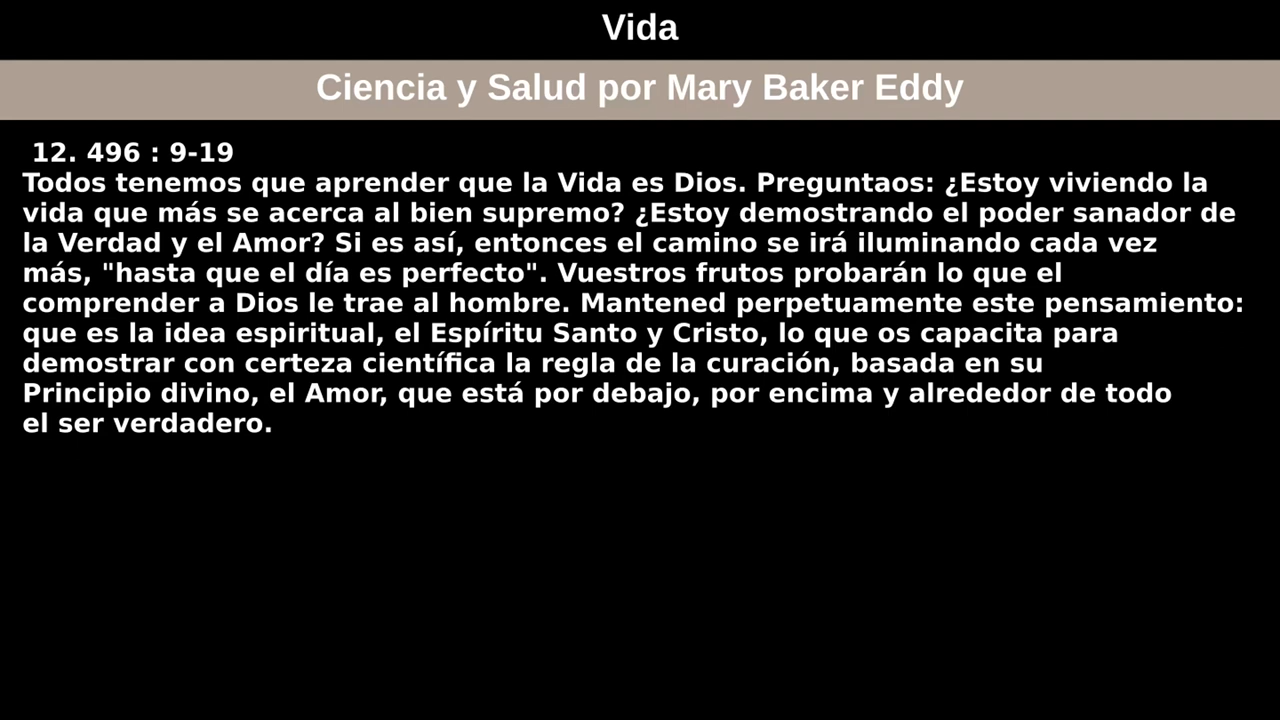 Vida
Ciencia y Salud por Mary Baker Eddy
12. 496 : 9-19
Todos tenemos que aprender que la Vida es Dios. Preguntaos: ¿Estoy viviendo la
vida que más se acerca al bien supremo? ¿Estoy demostrando el poder sanador de
la Verdad y el Amor? Si es así, entonces el camino se irá iluminando cada vez
más, "hasta que el día es perfecto". Vuestros frutos probarán lo que el
comprender a Dios le trae al hombre. Mantened perpetuamente este pensamiento:
que es la idea espiritual, el Espíritu Santo y Cristo, lo que os capacita para
demostrar con certeza científica la regla de la curación, basada en su
Principio divino, el Amor, que está por debajo, por encima y alrededor de todo
el ser verdadero.